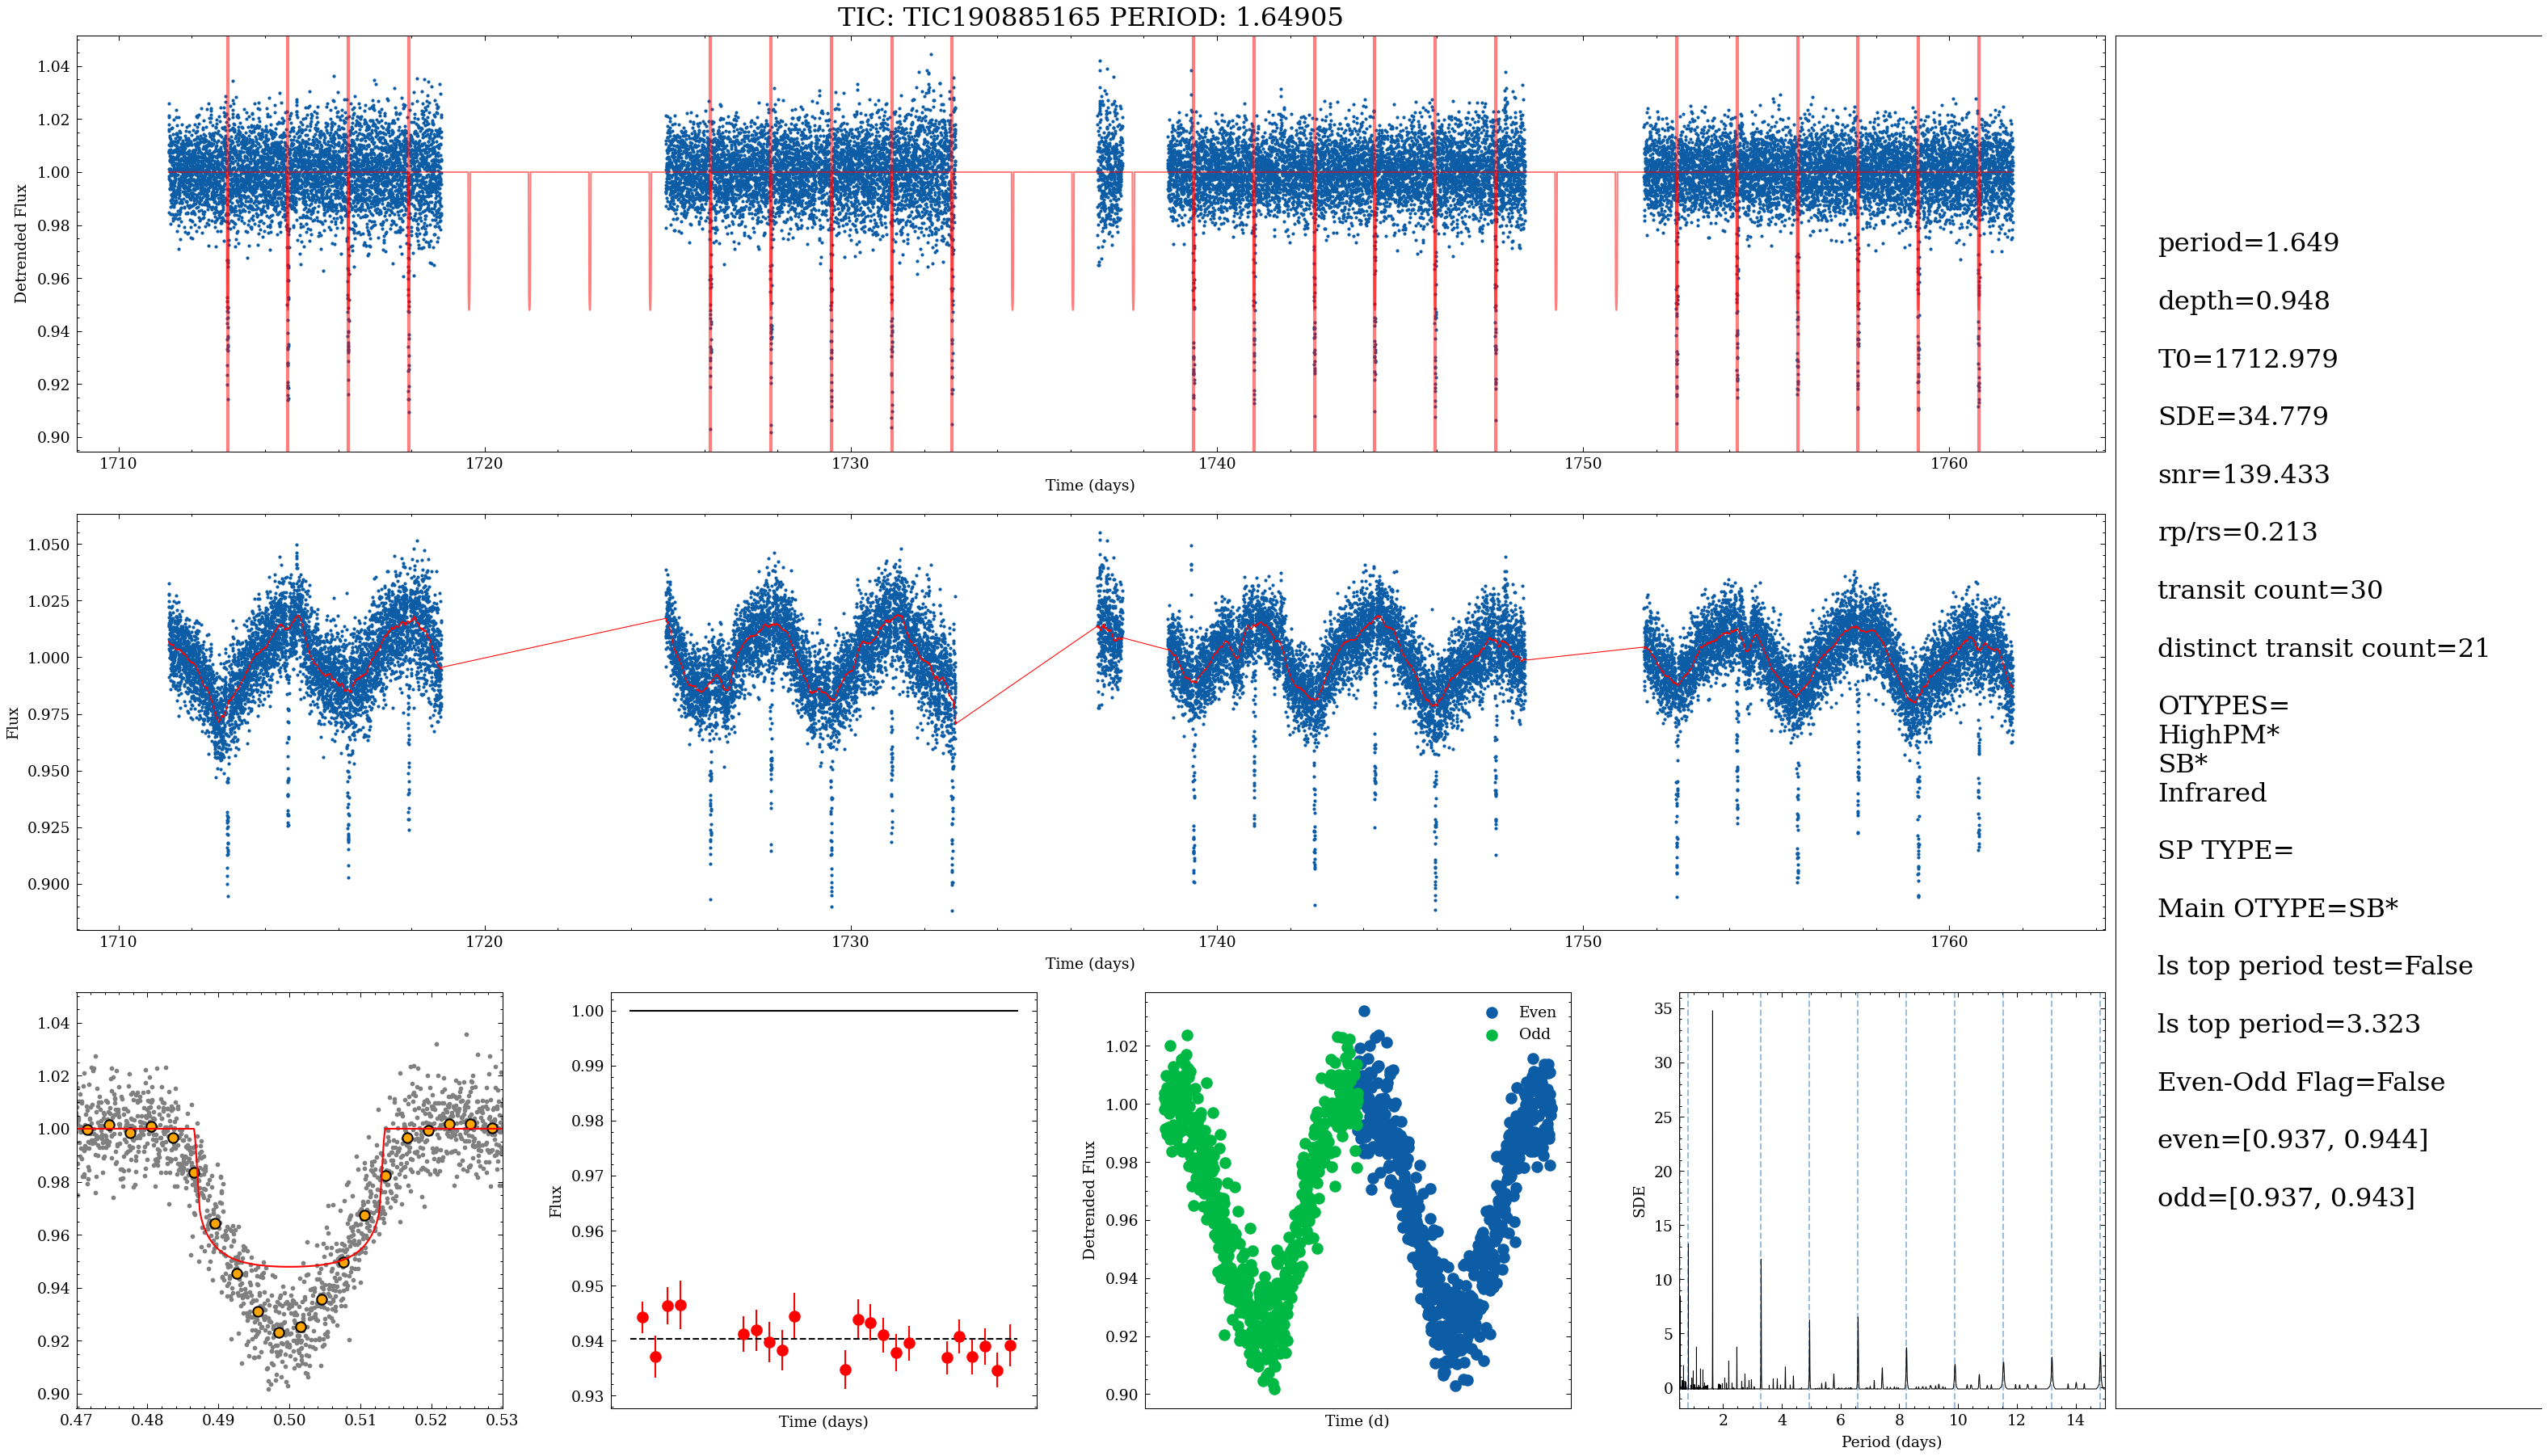 TIC: TIC190885165 PERIOD: 1.64905
1.04
1.02
1.00
0.98
0.96
0.94
0.92
0.90
Detrended Flux
1710
1720
1730
1740
1750
1760
Time (days)
1.050
1.025
1.000
0.975
0.950
0.925
0.900
Flux
1710
1720
1730
1740
1750
1760
Time (days)
1.04
1.02
1.00
0.98
0.96
0.94
0.92
0.90
0.47
0.48
0.49
0.50
0.51
0.52
0.53
1.00
0.99
0.98
0.97
0.96
0.95
0.94
0.93
Flux
Time (days)
1.02
1.00
0.98
0.96
0.94
0.92
0.90
Detrended Flux
Even
Odd
Time (d)
35
30
25
20
15
10
5
0
SDE
2
4
6
8
10
12
14
Period (days)
period=1.649
depth=0.948
T0=1712.979
SDE=34.779
snr=139.433
rp/rs=0.213
transit count=30
distinct transit count=21
OTYPES=
HighPM*
SB*
Infrared
SP TYPE=
Main OTYPE=SB*
ls top period test=False
ls top period=3.323
Even-Odd Flag=False
even=[0.937, 0.944]
odd=[0.937, 0.943]